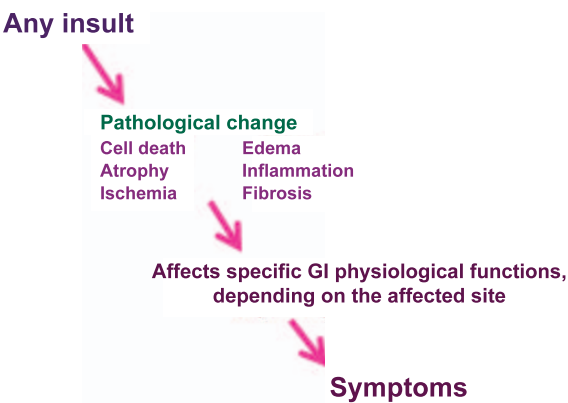 Any insult
Pathological change
Cell death Edema
Atrophy Inflammation
Ischemia Fibrosis
Affects specific GI physiological functions,
depending on the affected site
Symptoms